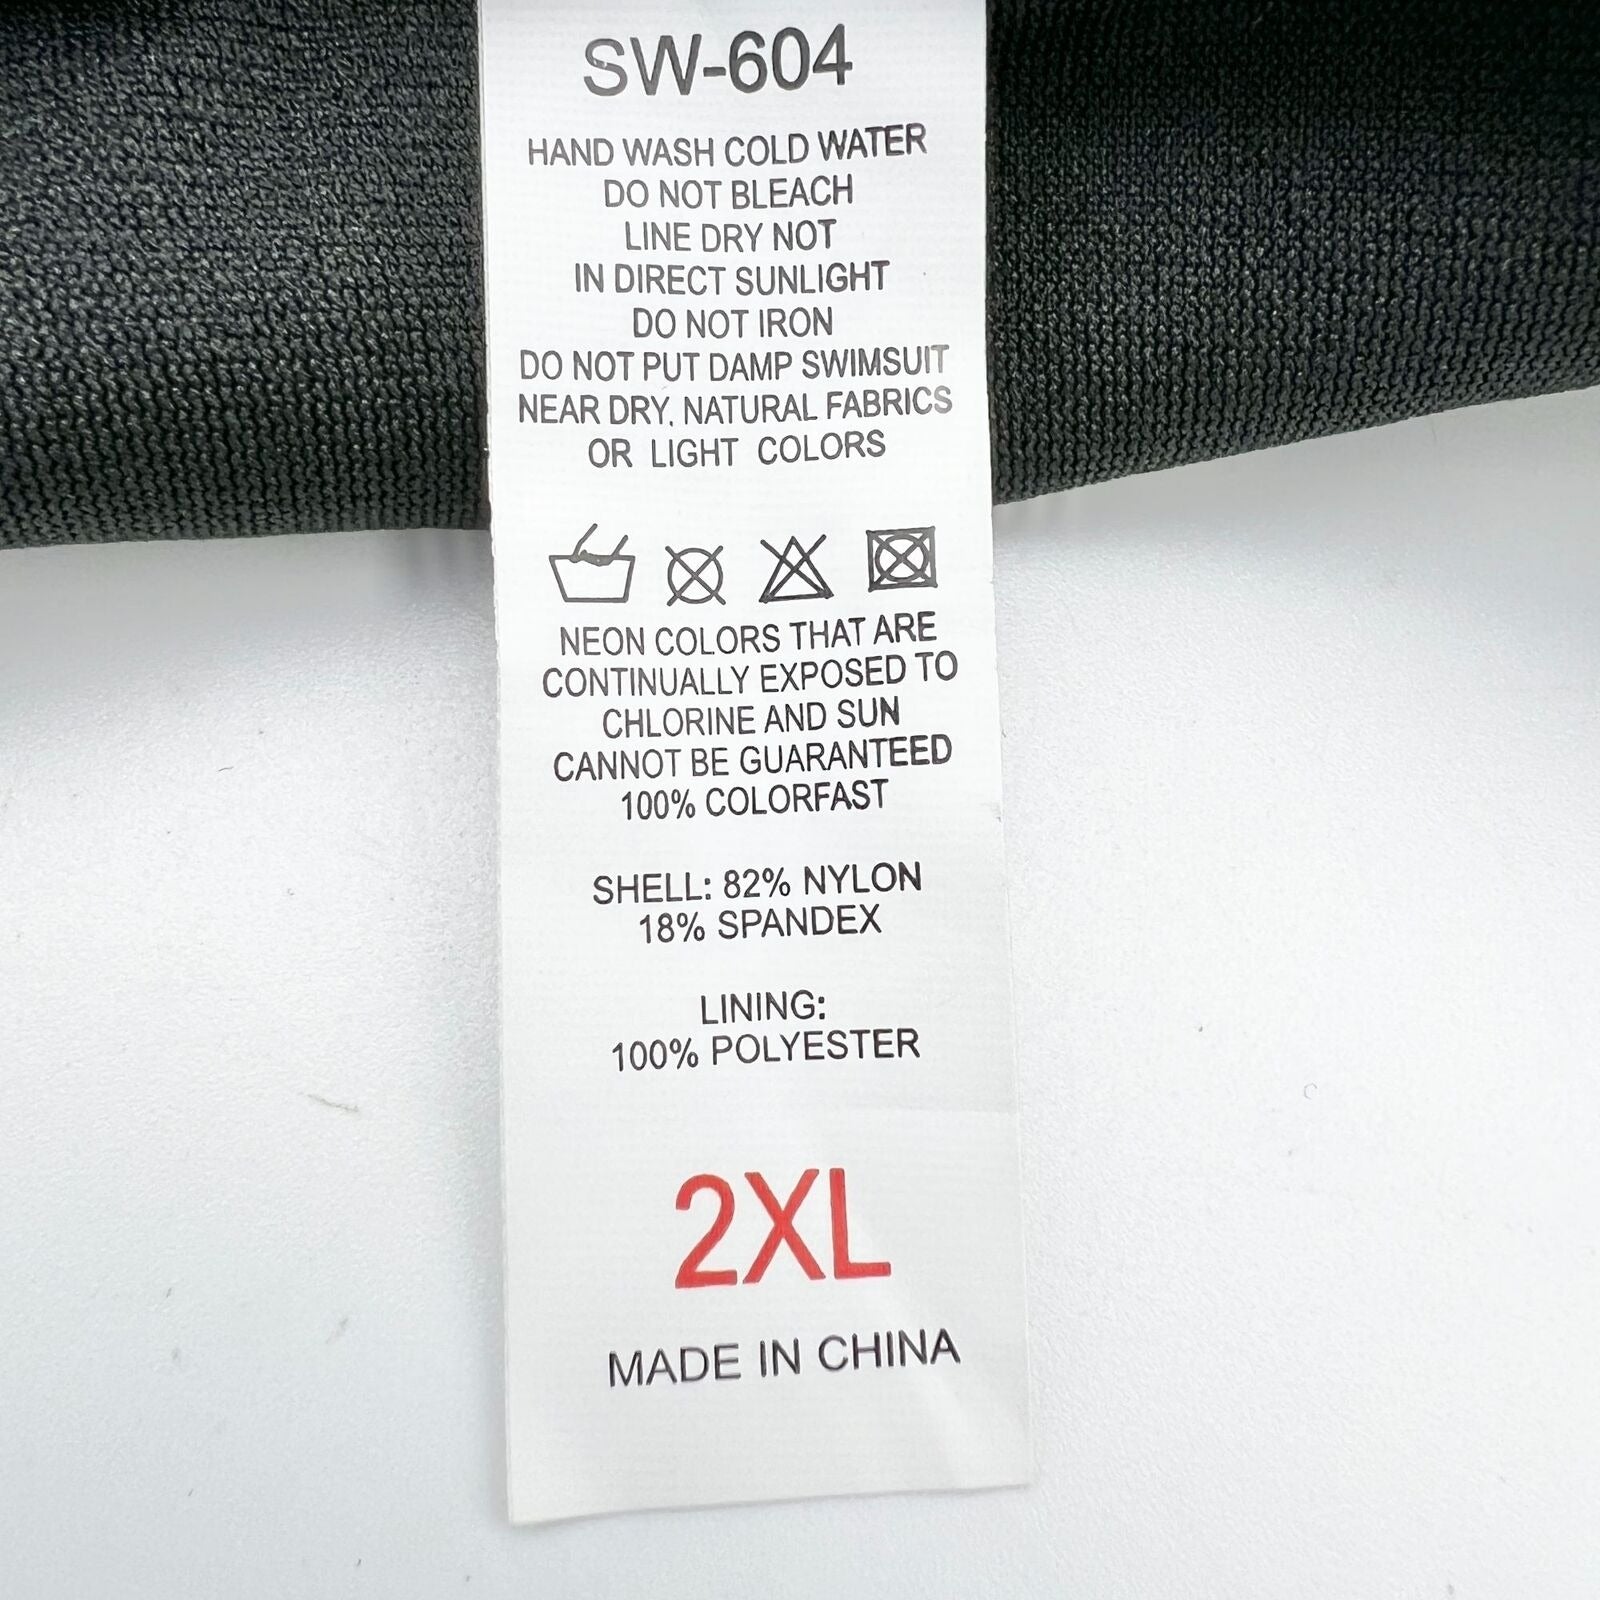 SW-604
HAND WASH COLD WATER
DO NOT BLEACH
LINE DRY NOT
IN DIRECT SUNLIGHT
DO NOT IRON
DO NOT PUT DAMP SWIMSUIT
NEAR DRY, NATURAL FABRICS
OR LIGHT COLORS
NEON COLORS THAT ARE
CONTINUALLY EXPOSED TO
CHLORINE AND SUN
CANNOT BE GUARANTEED
100% COLORFAST
SHELL: 82% NYLON
18% SPANDEX
LINING:
100% POLYESTER
2XL
MADE IN CHINA